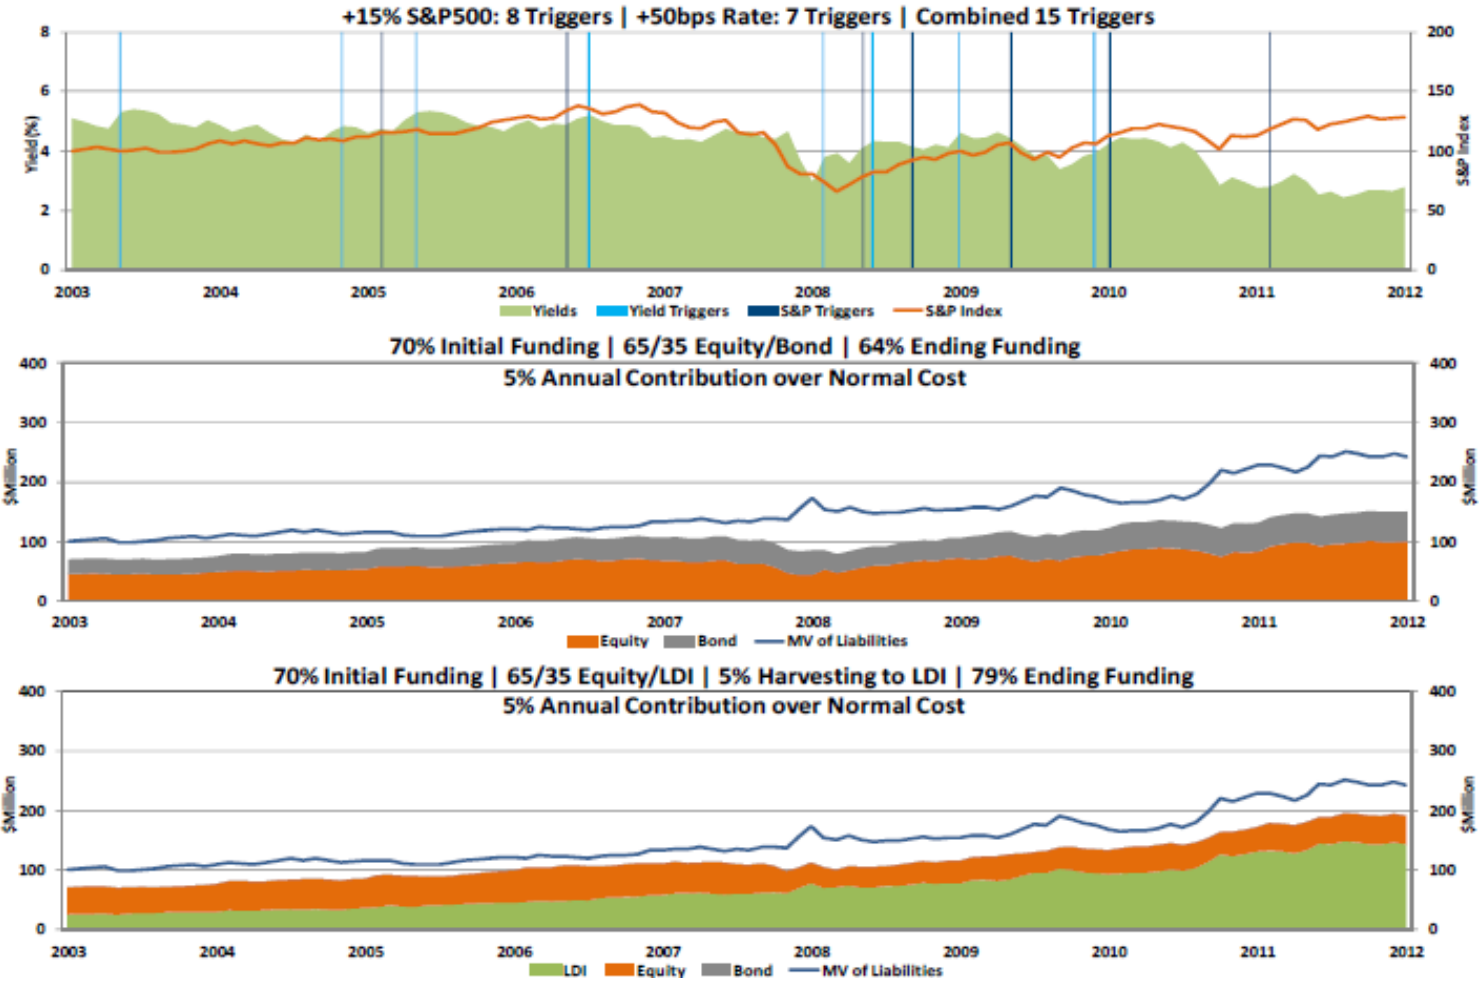 +15% S&P500: 8 Triggers | +50bps Rate: 7 Triggers | Combined 15 Triggers
8 200
6 150
4 100
2 50
0 0
Yield(%)
S&P Index
2003 2004 2005 2006 2007 2008 2009 2010 2011 2012
Yields Yield Triggers S&P Triggers S&P Index
70% Initial Funding | 65/35 Equity/Bond | 64% Ending Funding
5% Annual Contribution over Normal Cost
400 400
300 300
200 200
100 100
0 0
$Million
$Million
2003 2004 2005 2006 2007 2008 2009 2010 2011 2012
Equity Bond MV of Liabilities
70% Initial Funding | 65/35 Equity/LDI | 5% Harvesting to LDI | 79% Ending Funding
5% Annual Contribution over Normal Cost
400 400
300 300
200 200
100 100
0 0
$Million
$Million
2003 2004 2005 2006 2007 2008 2009 2010 2011 2012
LDI Equity Bond MV of Liabilities